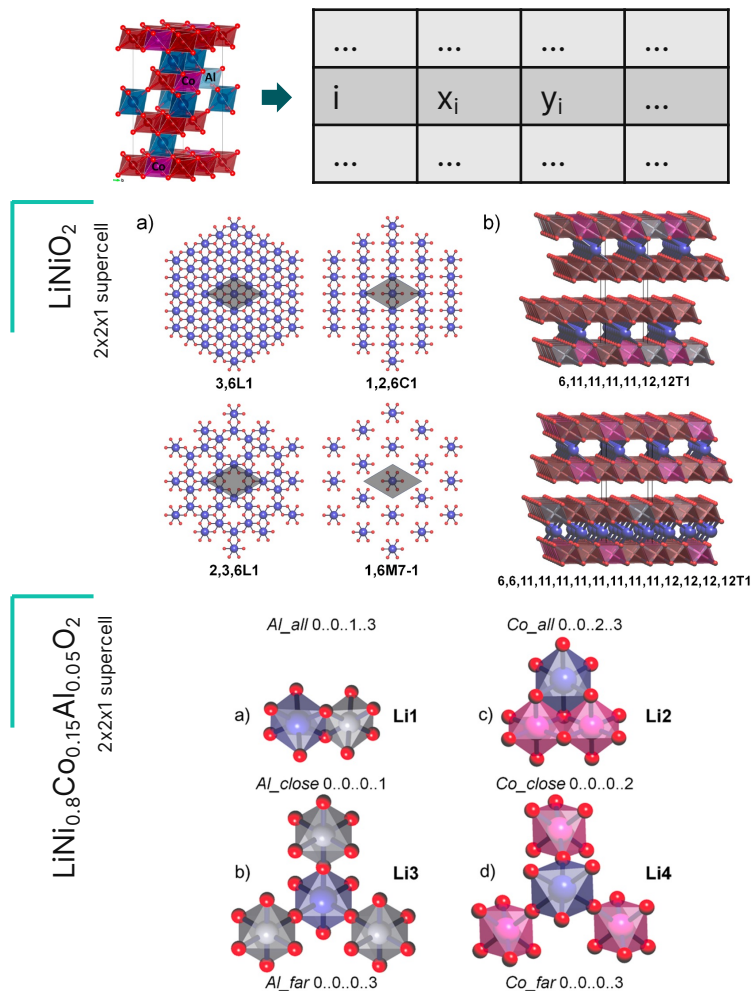 Co
Al
Co
... ... ... ...
i xᵢ yᵢ ...
... ... ... ...
LiNiO₂
2x2x1 supercell
a)
3,6L1
1,2,6C1
2,3,6L1
1,6M7-1
b)
6,11,11,11,11,12,12T1
6,6,11,11,11,11,11,11,11,11,12,12,12,12T1
LiNi₀.₈Co₀.₁₅Al₀.₀₅O₂
2x2x1 supercell
Al_all 0..0..1..3
a)
Li1
Al_close 0..0..0..1
b)
Li3
Al_far 0..0..0..3
Co_all 0..0..2..3
c)
Li2
Co_close 0..0..0..2
d)
Li4
Co_far 0..0..0..3